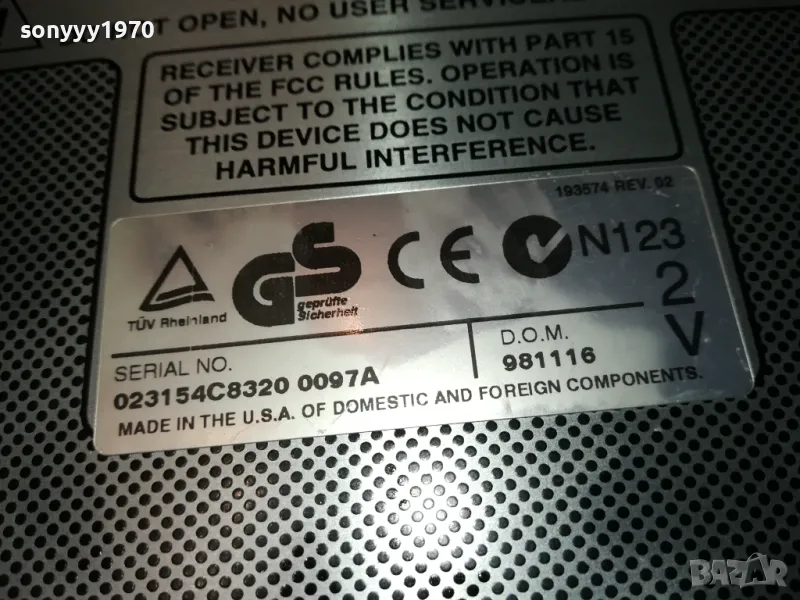 sonyyy1970
T OPEN, NO USER
RECEIVER COMPLIES WITH PART 15
OF THE FCC RULES. OPERATION IS
SUBJECT TO THE CONDITION THAT
THIS DEVICE DOES NOT CAUSE
HARMFUL INTERFERENCE.
193574 REV. 02
TÜV Rheinland
GS
geprüfte
Sicherheit
CE
N123
2
V
SERIAL NO.
023154C8320 0097A
D.O.M.
981116
MADE IN THE U.S.A. OF DOMESTIC AND FOREIGN COMPONENTS.
BAZAR